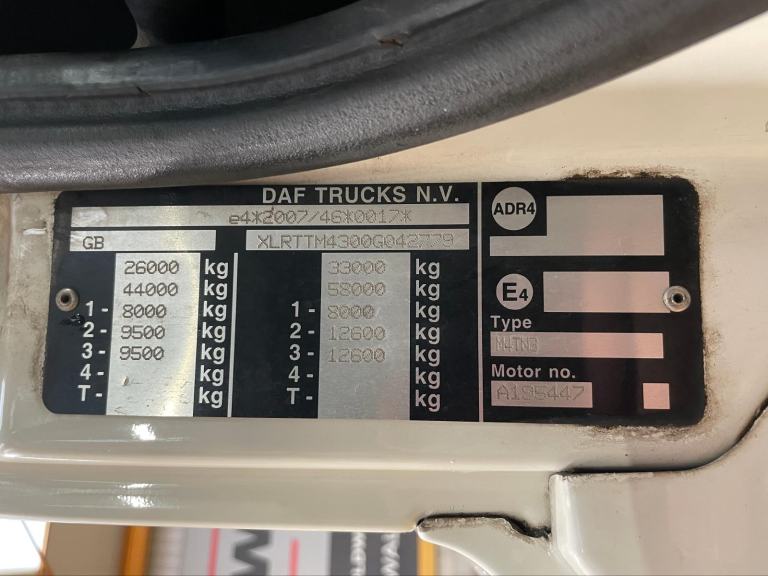 DAF TRUCKS N.V.
e4*2007/46*0017*
GB XLRTTM4300G042779
26000 kg 33000 kg
44000 kg 58000 kg
1- 8000 kg 1- 8000 kg
2- 9500 kg 2- 12600 kg
3- 9500 kg 3- 12600 kg
4- kg 4- kg
T- kg T- kg
ADR4
E4
Type
M4TN3
Motor no.
A195447
W
WAL